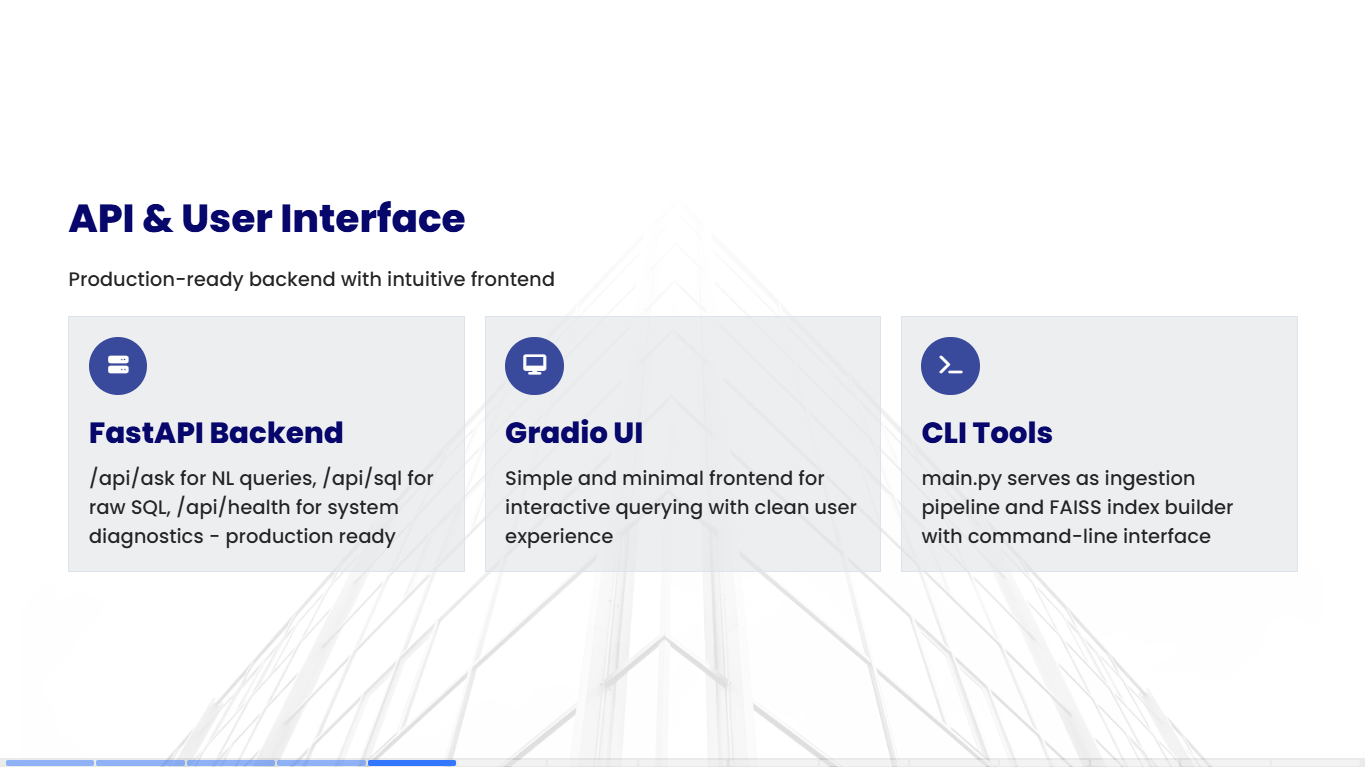 API & User Interface
Production-ready backend with intuitive frontend
FastAPI Backend
/api/ask for NL queries, /api/sql for
raw SQL, /api/health for system
diagnostics - production ready
Gradio UI
Simple and minimal frontend for
interactive querying with clean user
experience
CLI Tools
main.py serves as ingestion
pipeline and FAISS index builder
with command-line interface